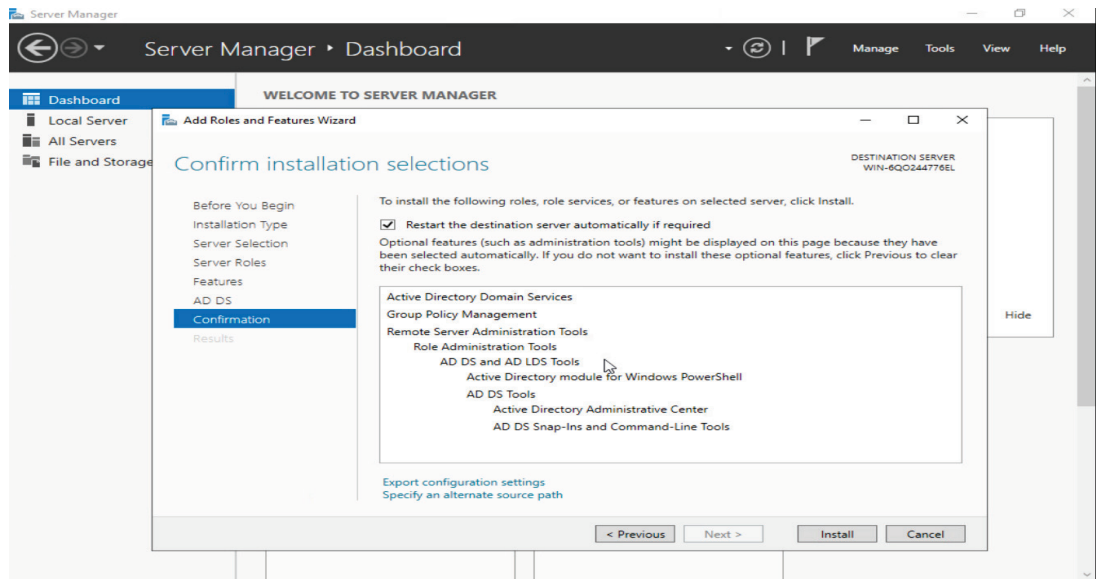 Server Manager
Server Manager ‣ Dashboard
Manage Tools View Help
Dashboard
Local Server
All Servers
File and Storage
WELCOME TO SERVER MANAGER
Add Roles and Features Wizard
Confirm installation selections
DESTINATION SERVER
WIN-6QO244776EL
Before You Begin
Installation Type
Server Selection
Server Roles
Features
AD DS
Confirmation
Results
To install the following roles, role services, or features on selected server, click Install.
Restart the destination server automatically if required
Optional features (such as administration tools) might be displayed on this page because they have
been selected automatically. If you do not want to install these optional features, click Previous to clear
their check boxes.
Active Directory Domain Services
Group Policy Management
Remote Server Administration Tools
Role Administration Tools
AD DS and AD LDS Tools
Active Directory module for Windows PowerShell
AD DS Tools
Active Directory Administrative Center
AD DS Snap-Ins and Command-Line Tools
Export configuration settings
Specify an alternate source path
< Previous Next > Install Cancel
Hide